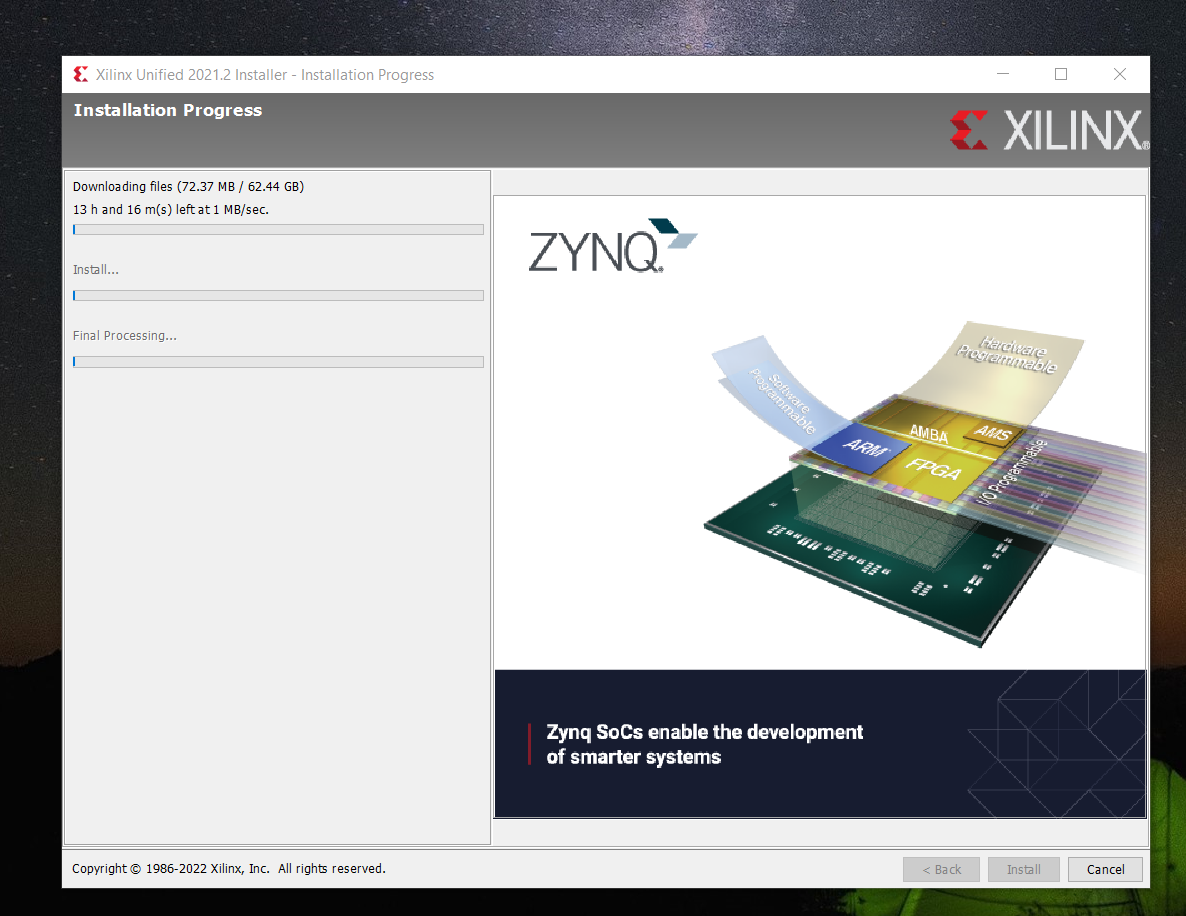 Xilinx Unified 2021.2 Installer - Installation Progress
Installation Progress
XILINX®
Downloading files (72.37 MB / 62.44 GB)
13 h and 16 m(s) left at 1 MB/sec.
Install...
Final Processing...
ZYNQ®
Hardware
Programmable
Software
Programmable
AMBA
AMS
ARM
FPGA
I/O Programmable
Zynq SoCs enable the development
of smarter systems
Copyright © 1986-2022 Xilinx, Inc.  All rights reserved.
< Back
Install
Cancel